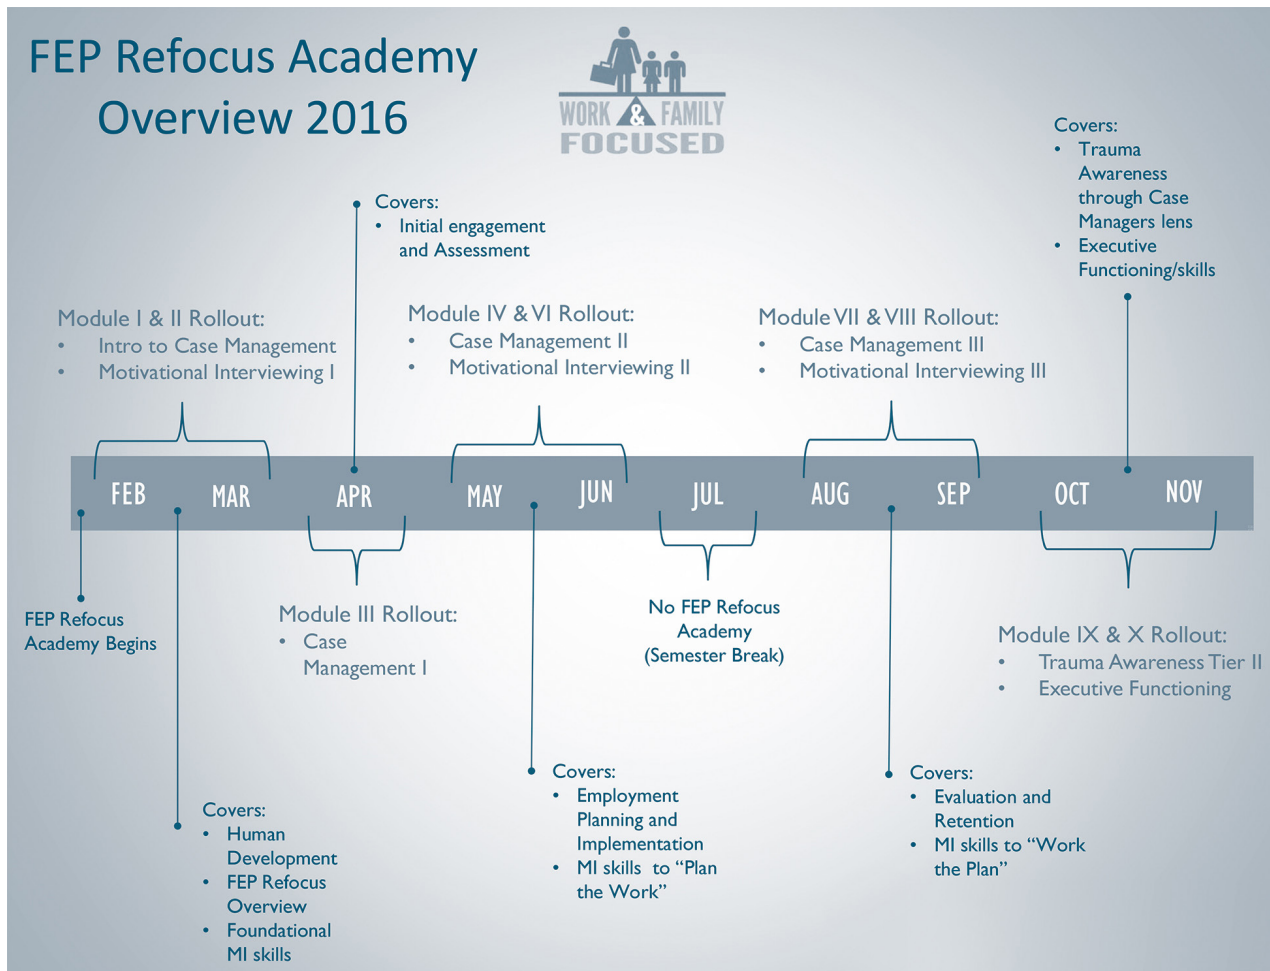 FEP Refocus Academy
Overview 2016
WORK & FAMILY
FOCUSED
Covers:
• Trauma
Awareness
through Case
Managers lens
• Executive
Functioning/skills
Covers:
• Initial engagement
and Assessment
Module I & II Rollout:
• Intro to Case Management
• Motivational Interviewing I
Module IV & VI Rollout:
• Case Management II
• Motivational Interviewing II
Module VII & VIII Rollout:
• Case Management III
• Motivational Interviewing III
FEB MAR APR MAY JUN JUL AUG SEP OCT NOV
FEP Refocus
Academy Begins
Module III Rollout:
• Case
Management I
No FEP Refocus
Academy
(Semester Break)
Module IX & X Rollout:
• Trauma Awareness Tier II
• Executive Functioning
Covers:
• Human
Development
• FEP Refocus
Overview
• Foundational
MI skills
Covers:
• Employment
Planning and
Implementation
• MI skills to “Plan
the Work”
Covers:
• Evaluation and
Retention
• MI skills to “Work
the Plan”